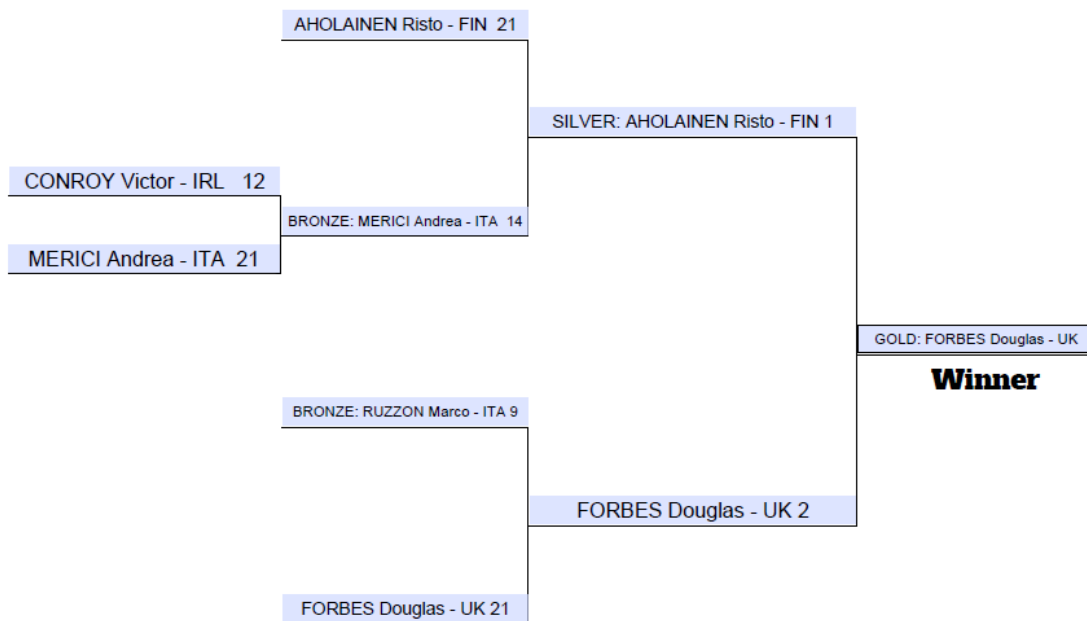 AHOLAINEN Risto - FIN 21
SILVER: AHOLAINEN Risto - FIN 1
CONROY Victor - IRL 12
BRONZE: MERICI Andrea - ITA 14
MERICI Andrea - ITA 21
GOLD: FORBES Douglas - UK
Winner
BRONZE: RUZZON Marco - ITA 9
FORBES Douglas - UK 2
FORBES Douglas - UK 21